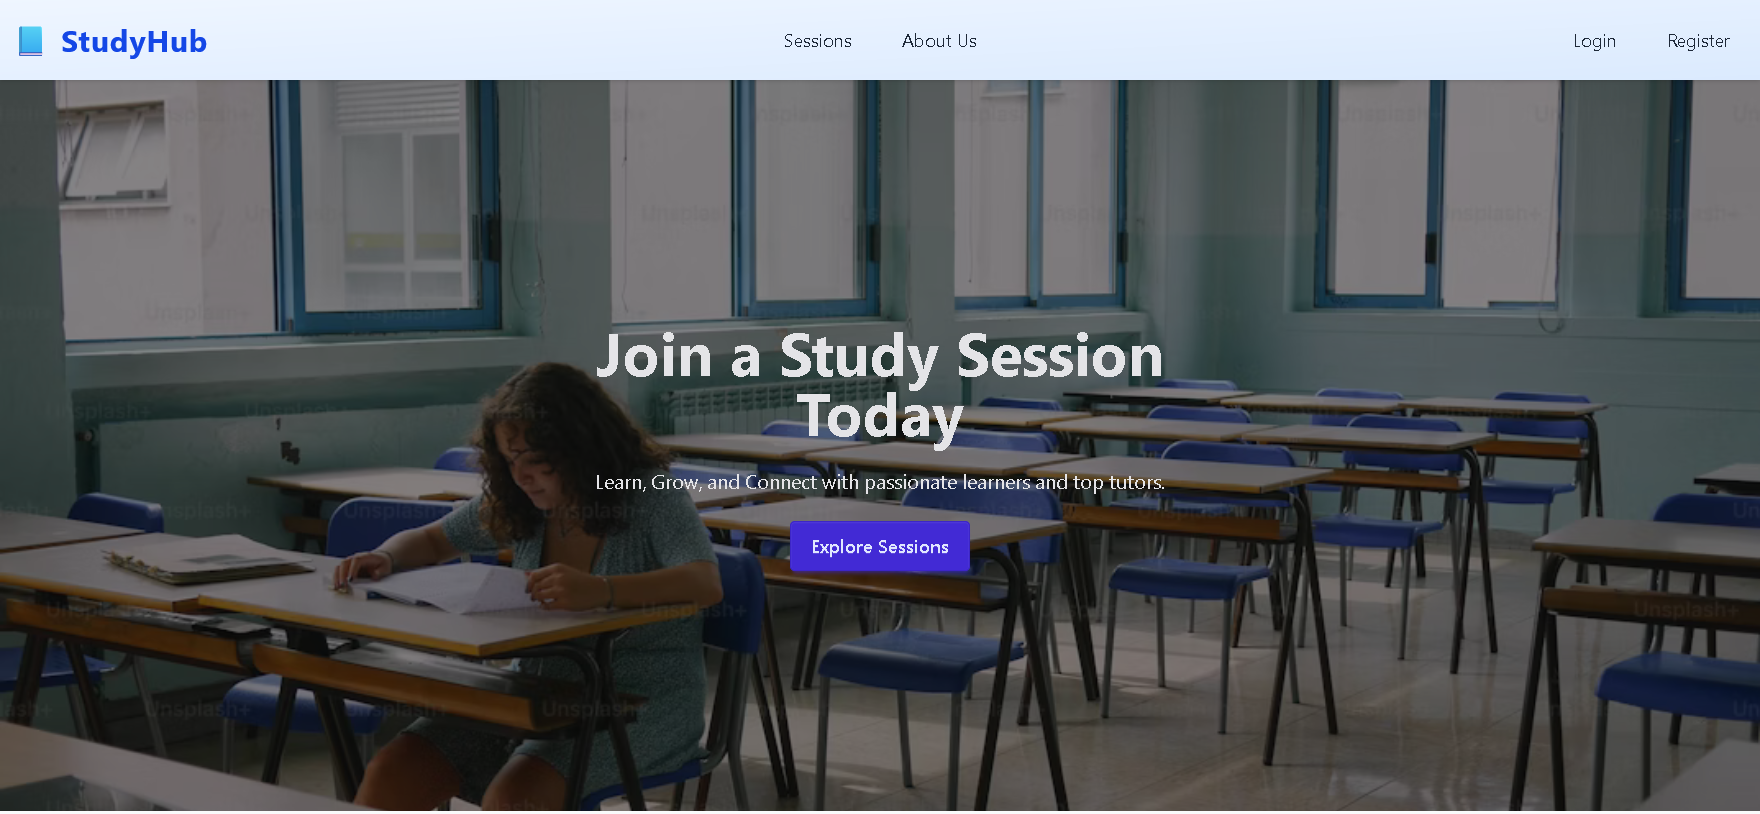 StudyHub
Sessions About Us
Login Register
Join a Study Session
Today
Learn, Grow, and Connect with passionate learners and top tutors.
Explore Sessions
Unsplash+